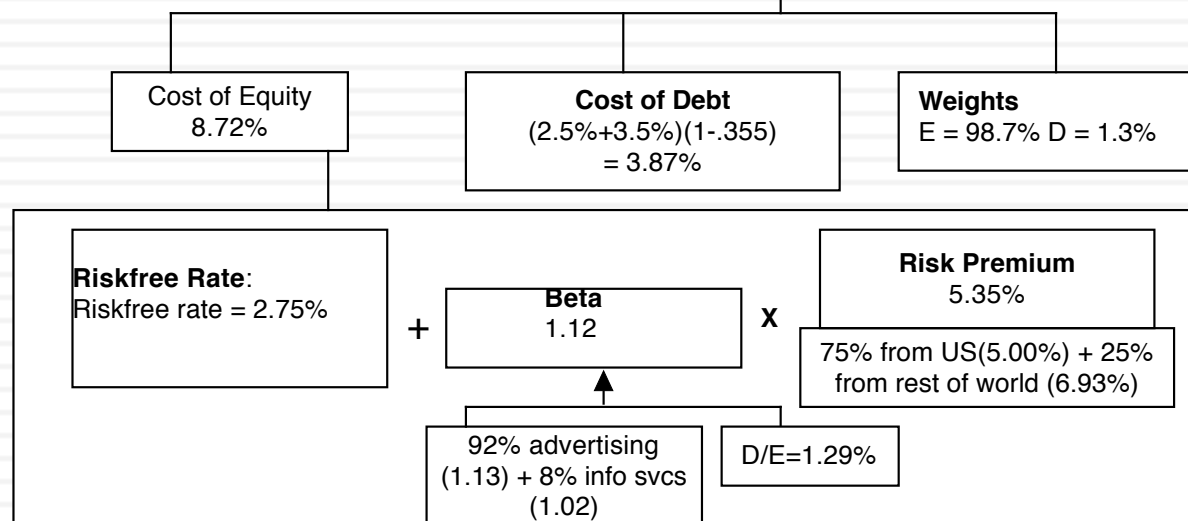 Cost of Equity
8.72%
Cost of Debt
(2.5%+3.5%)(1-.355)
= 3.87%
Weights
E = 98.7% D = 1.3%
Riskfree Rate:
Riskfree rate = 2.75%
+
Beta
1.12
X
Risk Premium
5.35%
75% from US(5.00%) + 25%
from rest of world (6.93%)
92% advertising
(1.13) + 8% info svcs
(1.02)
D/E=1.29%